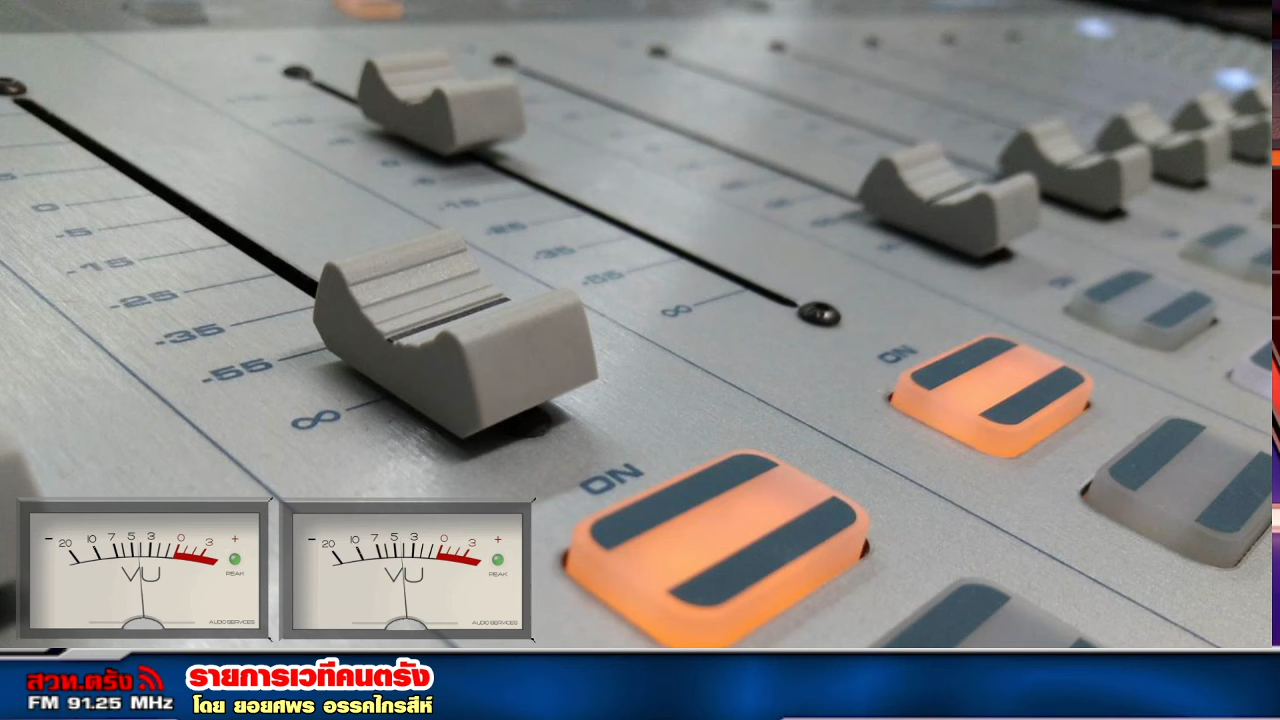 0
-5
-15
-25
-35
-55
∞
-15
-25
-35
-55
∞
ON
ON
- 20 10 7 5 3 0 3 +
VU
PEAK
AUDIO SERVICES
- 20 10 7 5 3 0 3 +
VU
PEAK
AUDIO SERVICES
สวท.ตรัง
FM 91.25 MHz
รายการเวทีคนตรัง
โดย ยอยศพร อรรคไกรสีห์